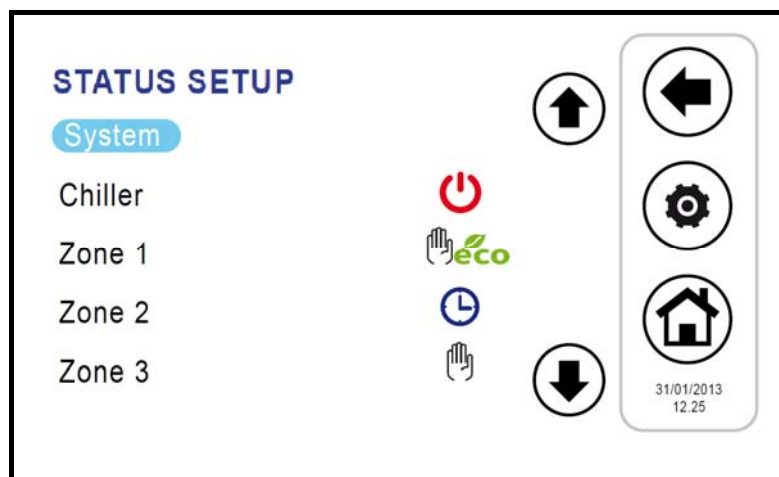 STATUS SETUP
System
Chiller
Zone 1
eco
Zone 2
Zone 3
31/01/2013
12.25